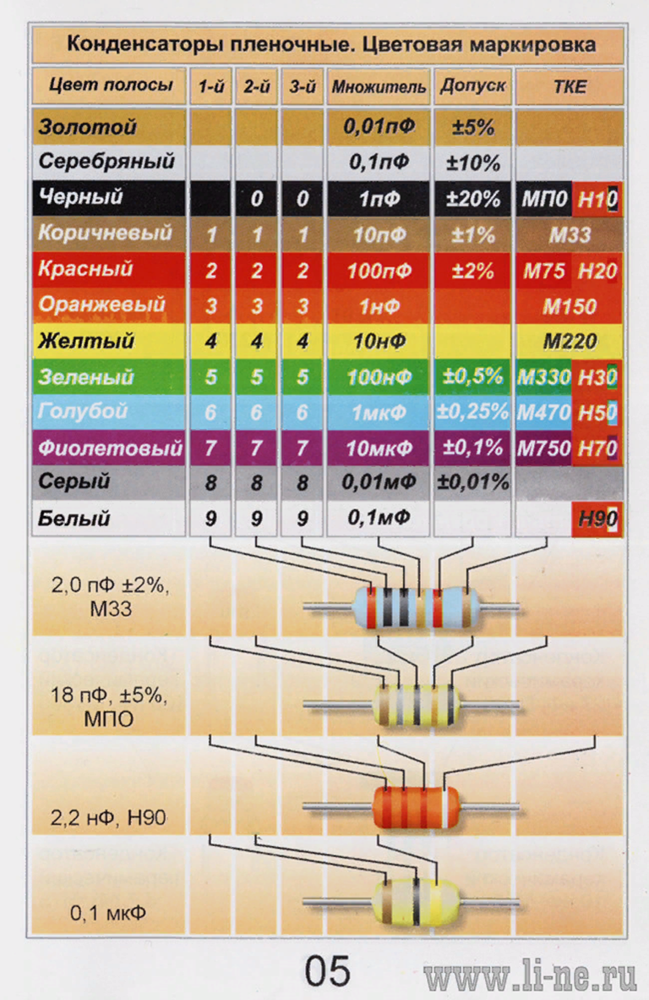 Конденсаторы пленочные. Цветовая маркировка
Цвет полосы 1-й 2-й 3-й Множитель Допуск ТКЕ
Золотой 0,01пФ ±5%
Серебряный 0,1пФ ±10%
Черный 0 0 1пФ ±20% МП0 Н10
Коричневый 1 1 1 10пФ ±1% М33
Красный 2 2 2 100пФ ±2% М75 Н20
Оранжевый 3 3 3 1нФ М150
Желтый 4 4 4 10нФ М220
Зеленый 5 5 5 100нФ ±0,5% М330 Н30
Голубой 6 6 6 1мкФ ±0,25% М470 Н50
Фиолетовый 7 7 7 10мкФ ±0,1% М750 Н70
Серый 8 8 8 0,01мФ ±0,01%
Белый 9 9 9 0,1мФ Н90
2,0 пФ ±2%,
М33
18 пФ, ±5%,
МПО
2,2 нФ, Н90
0,1 мкФ
05
www.li-ne.ru